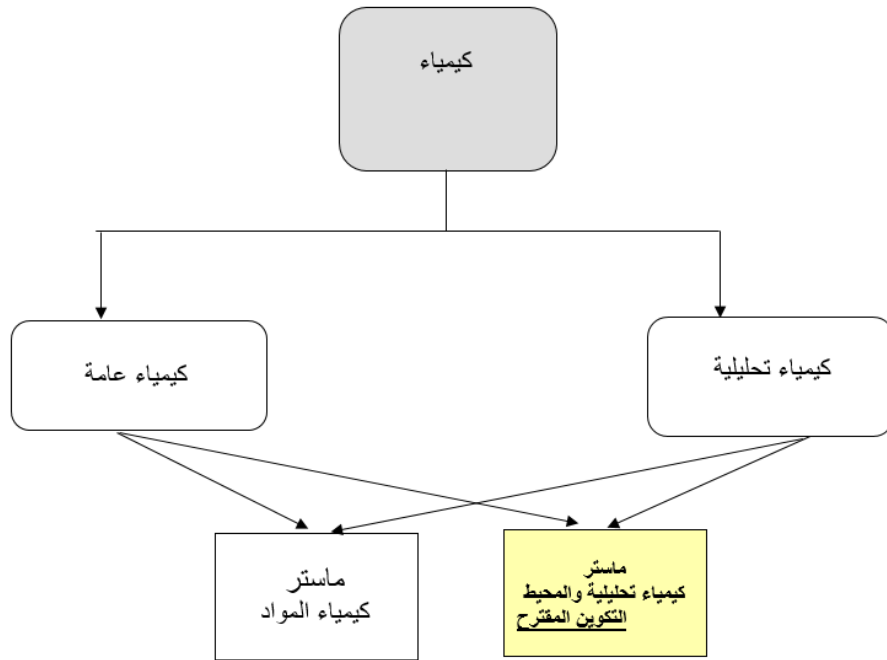 كيمياء
كيمياء تحليلية
كيمياء عامة
ماستر
كيمياء تحليلية والمحيط
التكوين المقترح
ماستر
كيمياء المواد